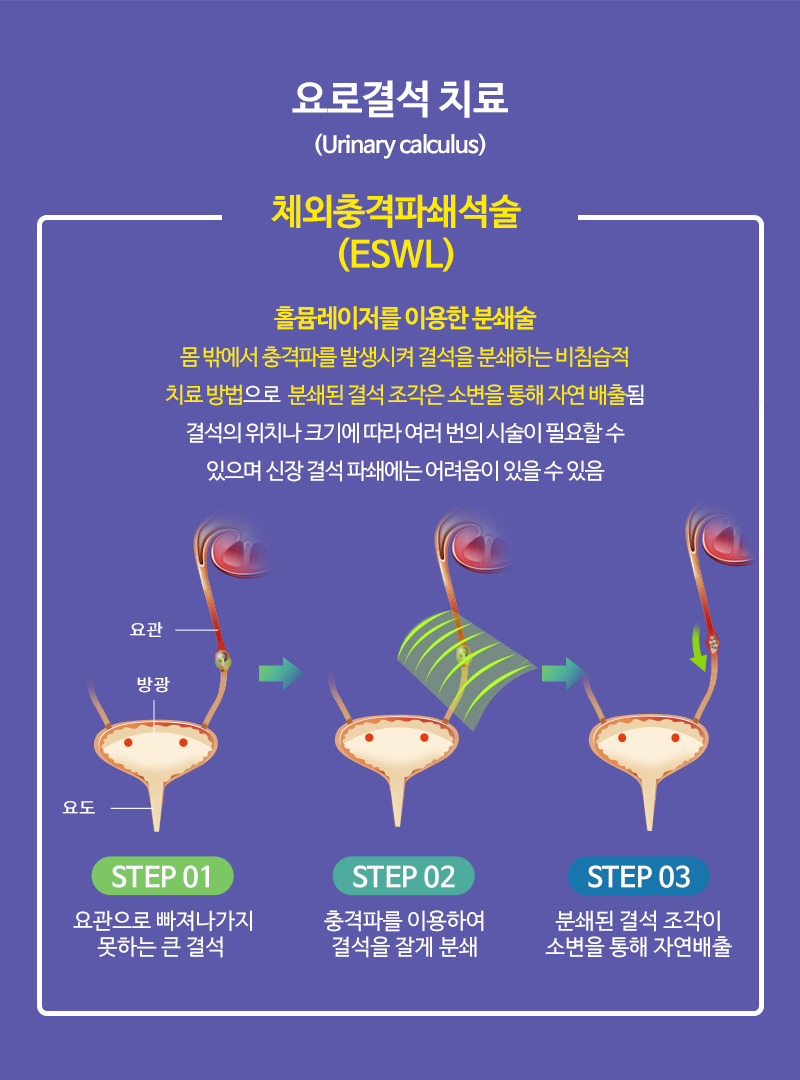 요로결석 치료
(Urinary calculus)
체외충격파쇄석술
(ESWL)
홀뮴레이저를 이용한 분쇄술
몸 밖에서 충격파를 발생시켜 결석을 분쇄하는 비침습적
치료 방법으로 분쇄된 결석 조각은 소변을 통해 자연 배출됨
결석의 위치나 크기에 따라 여러 번의 시술이 필요할 수
있으며 신장 결석 파쇄에는 어려움이 있을 수 있음
요관
방광
요도
STEP 01
요관으로 빠져나가지
못하는 큰 결석
STEP 02
충격파를 이용하여
결석을 잘게 분쇄
STEP 03
분쇄된 결석 조각이
소변을 통해 자연배출